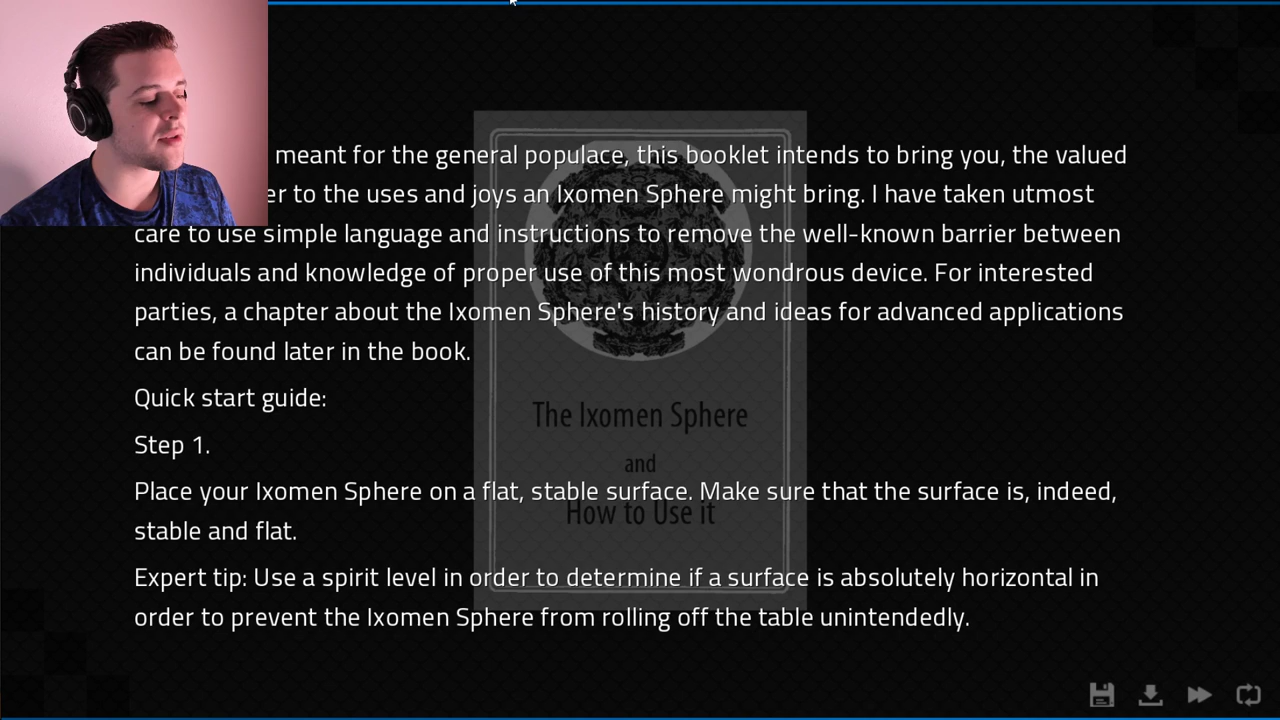 meant for the general populace, this booklet intends to bring you, the valued
er to the uses and joys an Ixomen Sphere might bring. I have taken utmost
care to use simple language and instructions to remove the well-known barrier between
individuals and knowledge of proper use of this most wondrous device. For interested
parties, a chapter about the Ixomen Sphere's history and ideas for advanced applications
can be found later in the book.
Quick start guide:
Step 1.
Place your Ixomen Sphere on a flat, stable surface. Make sure that the surface is, indeed,
stable and flat.
Expert tip: Use a spirit level in order to determine if a surface is absolutely horizontal in
order to prevent the Ixomen Sphere from rolling off the table unintendedly.
The Ixomen Sphere
and
How to Use it